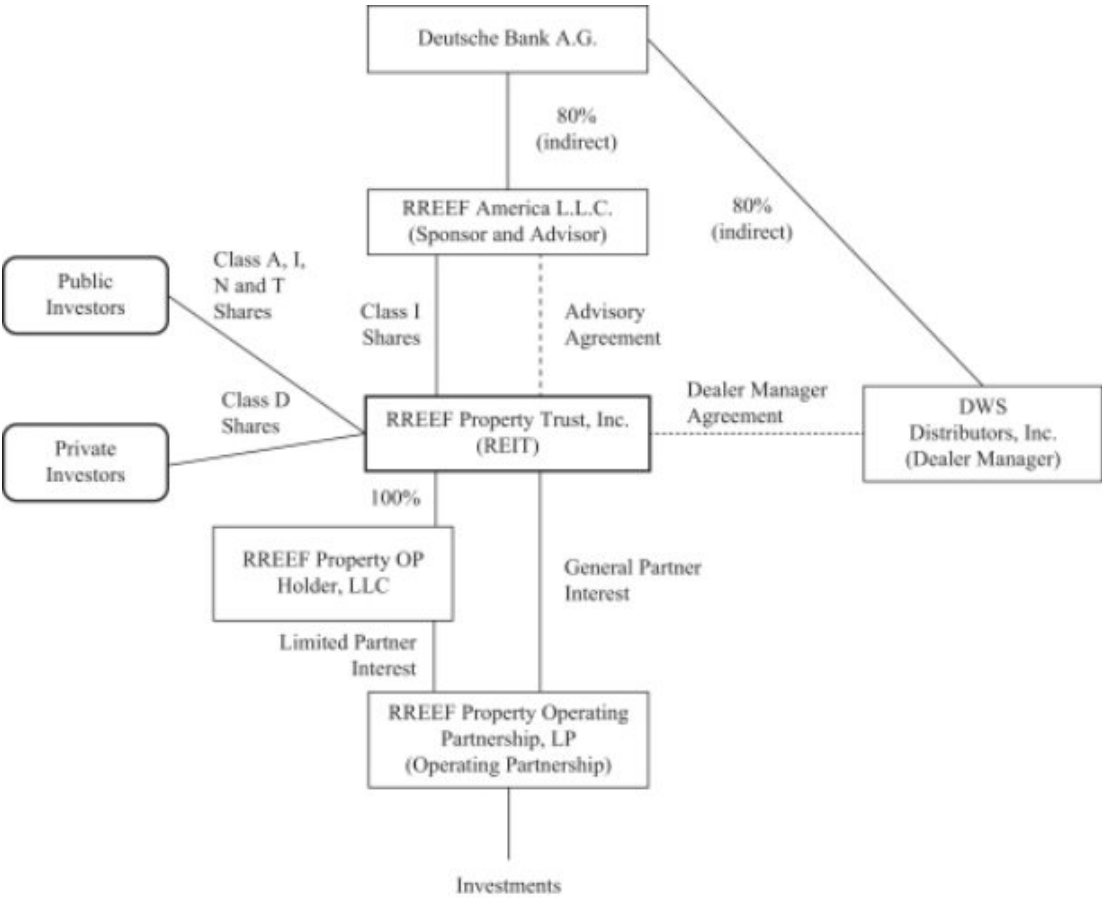 Deutsche Bank A.G.
80%
(indirect)
80%
(indirect)
RREEF America L.L.C.
(Sponsor and Advisor)
Public
Investors
Class A, I,
N and T
Shares
Class I
Shares
Advisory
Agreement
Class D
Shares
Private
Investors
RREEF Property Trust, Inc.
(REIT)
Dealer Manager
Agreement
DWS
Distributors, Inc.
(Dealer Manager)
100%
RREEF Property OP
Holder, LLC
General Partner
Interest
Limited Partner
Interest
RREEF Property Operating
Partnership, LP
(Operating Partnership)
Investments